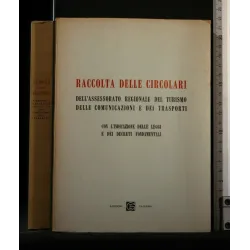 RACCOLTA DELLE CIRCOLARI
DELL'ASSESSORATO REGIONALE DEL TURISMO
DELLE COMUNICAZIONI E DEI TRASPORTI
CON L'INDICAZIONE DELLE LEGGI
E DEI DECRETI FONDAMENTALI